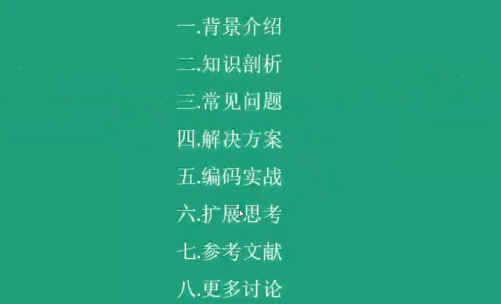 一.背景介绍
二.知识剖析
三.常见问题
四.解决方案
五.编码实战
六.扩展思考
七.参考文献
八.更多讨论